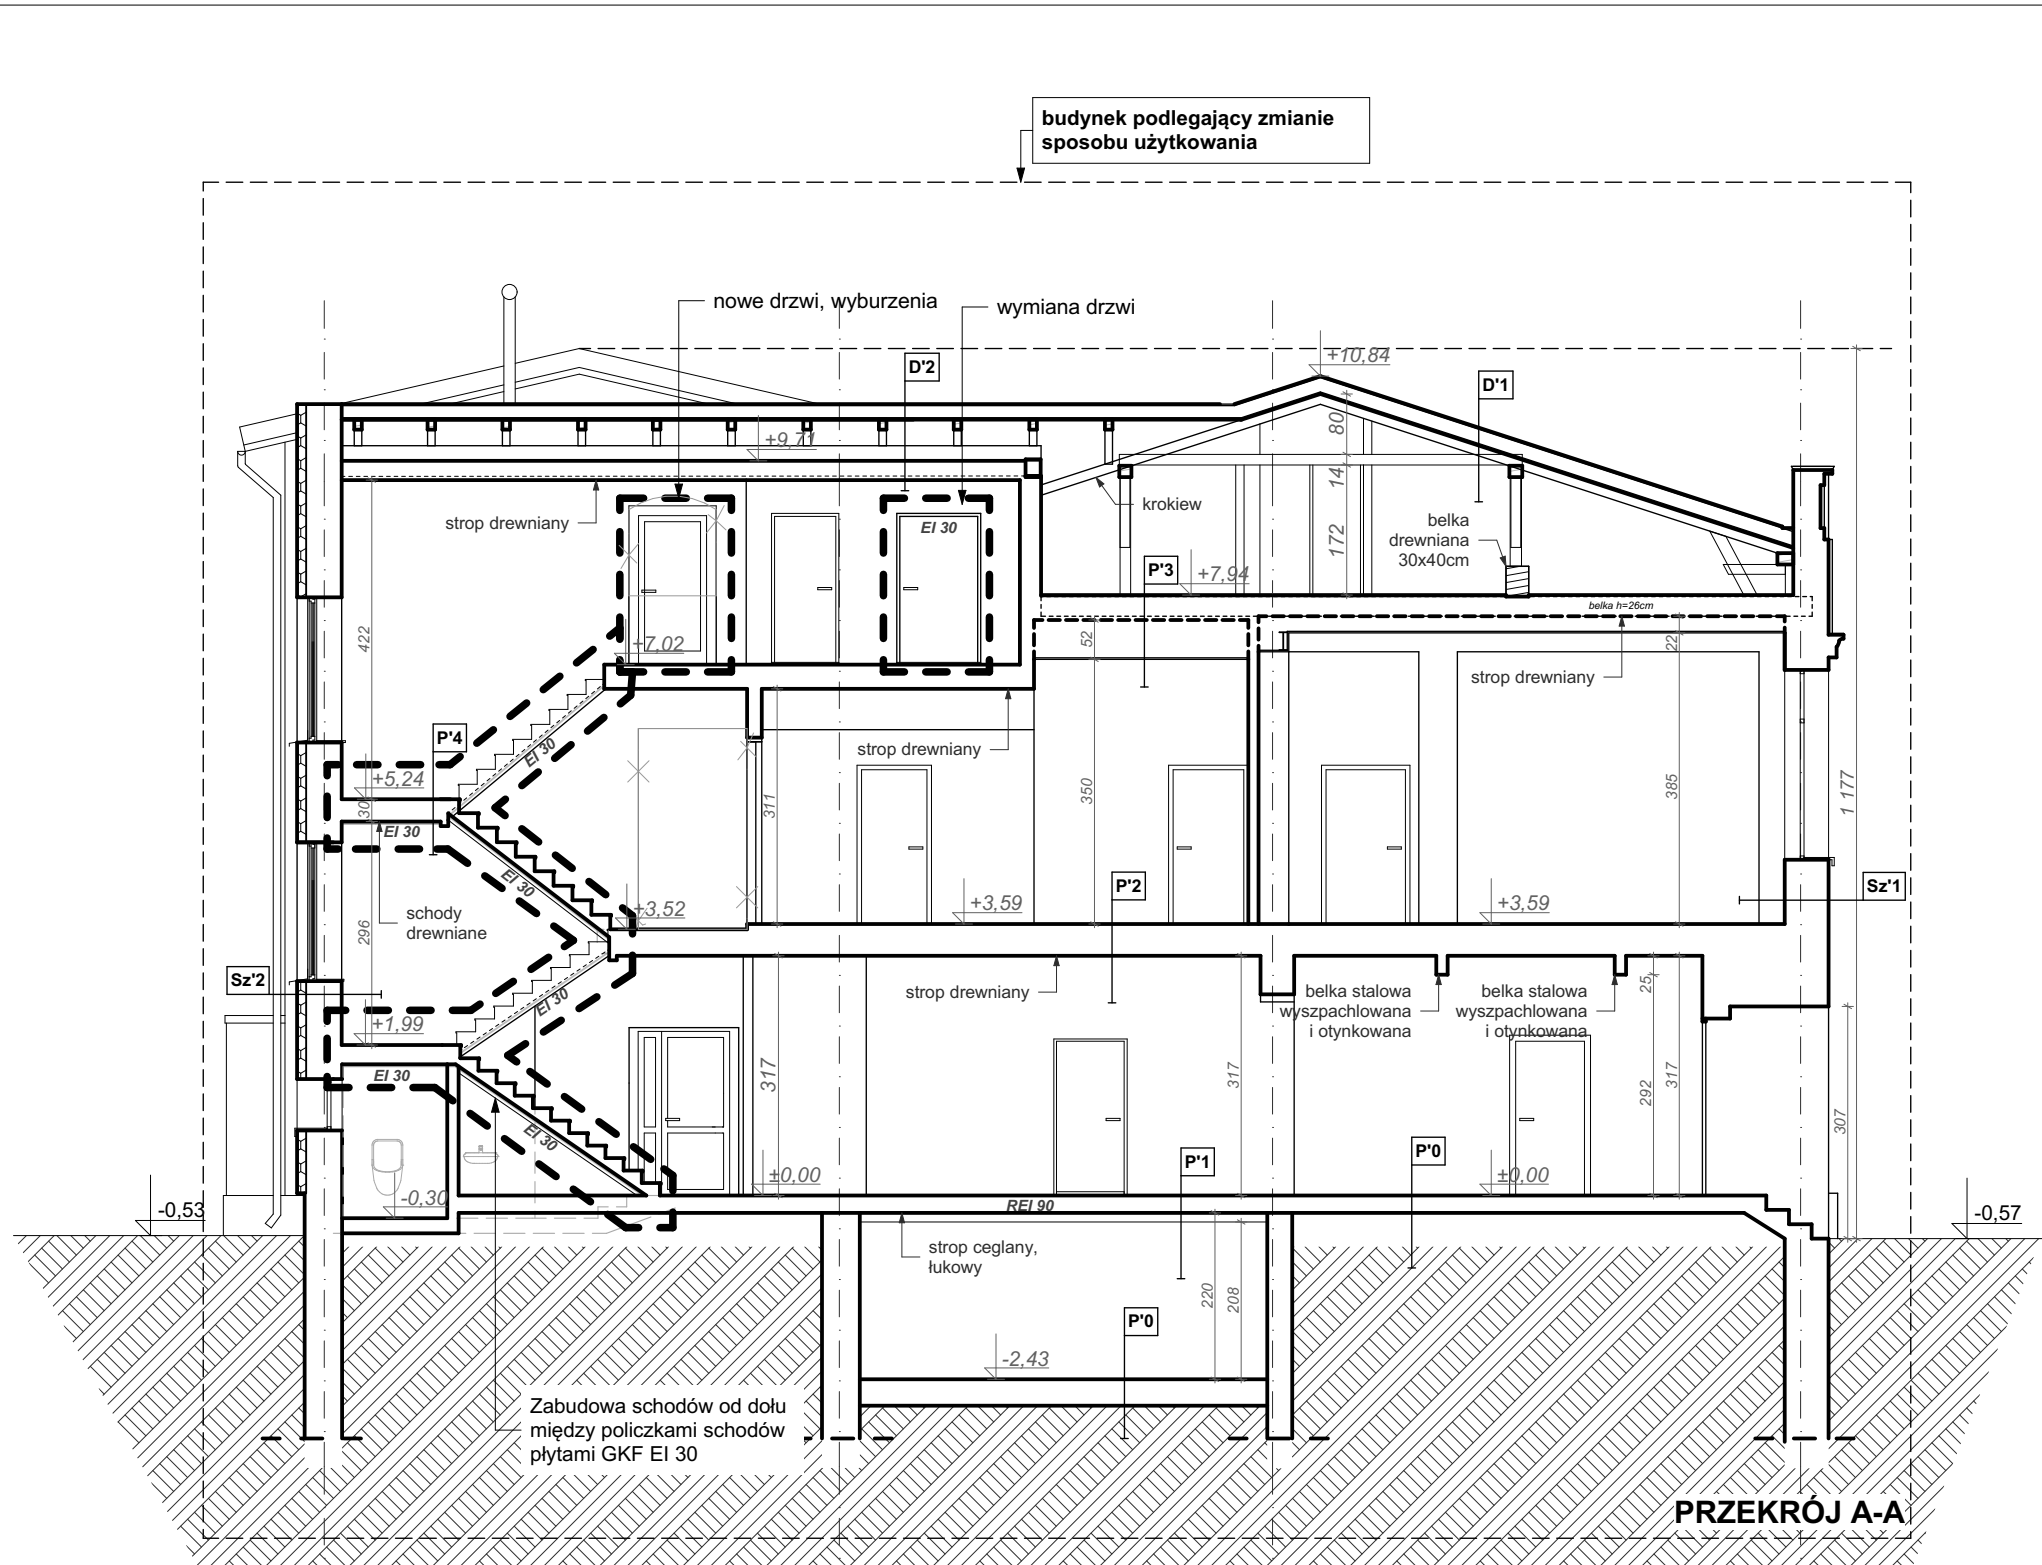 budynek podlegający zmianie
sposobu użytkowania
nowe drzwi, wyburzenia
wymiana drzwi
D'2
+10,84
D'1
80
+9,71
14
strop drewniany
EI 30
krokiew
belka
drewniana
30x40cm
172
P'3
+7,94
belka h=26cm
422
+7,02
52
22
strop drewniany
P'4
EI 30
strop drewniany
+5,24
30
EI 30
311
350
385
1 177
EI 30
P'2
Sz'1
schody
drewniane
296
+3,52
+3,59
+3,59
Sz'2
EI 30
strop drewniany
belka stalowa
wyszpachlowana
i otynkowana
belka stalowa
wyszpachlowana
i otynkowana
25
+1,99
EI 30
317
317
292
317
307
EI 30
P'1
P'0
±0,00
±0,00
-0,30
REI 90
-0,53
-0,57
strop ceglany,
łukowy
220
208
P'0
-2,43
Zabudowa schodów od dołu
między policzkami schodów
płytami GKF EI 30
PRZEKRÓJ A-A